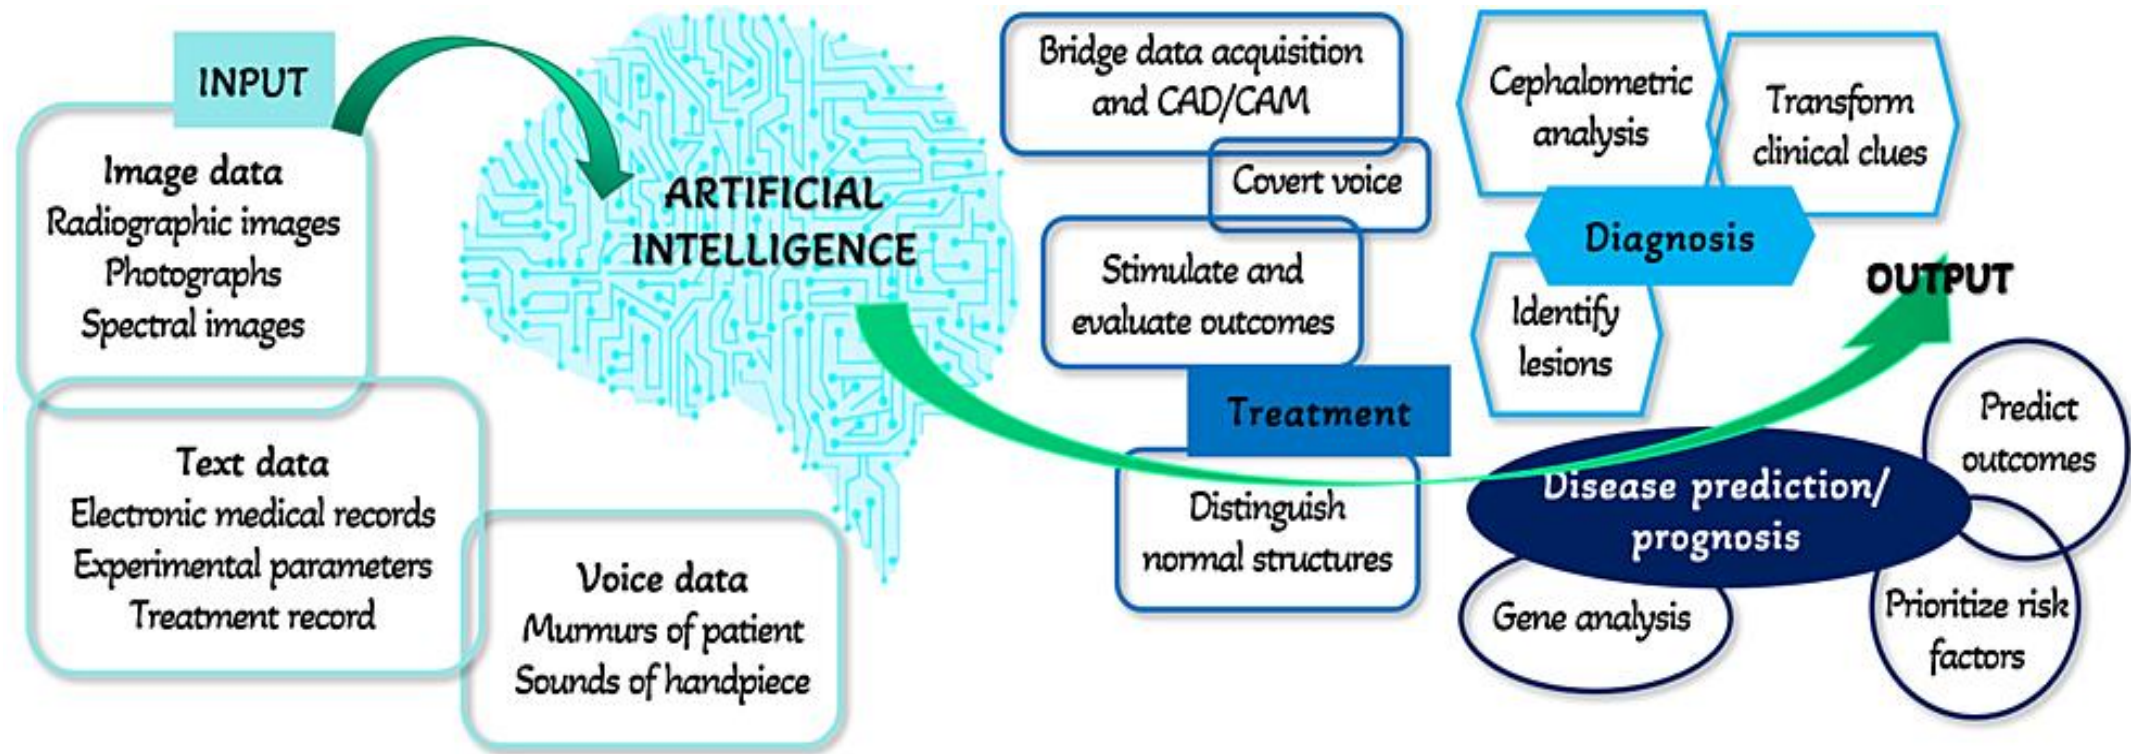 INPUT
Image data
Radiographic images
Photographs
Spectral images
Text data
Electronic medical records
Experimental parameters
Treatment record
Voice data
Murmurs of patient
Sounds of handpiece
ARTIFICIAL
INTELLIGENCE
Bridge data acquisition
and CAD/CAM
Covert voice
Stimulate and
evaluate outcomes
Treatment
Distinguish
normal structures
Cephalometric
analysis
Transform
clinical clues
Diagnosis
Identify
lesions
OUTPUT
Disease prediction/
prognosis
Predict
outcomes
Gene analysis
Prioritize risk
factors